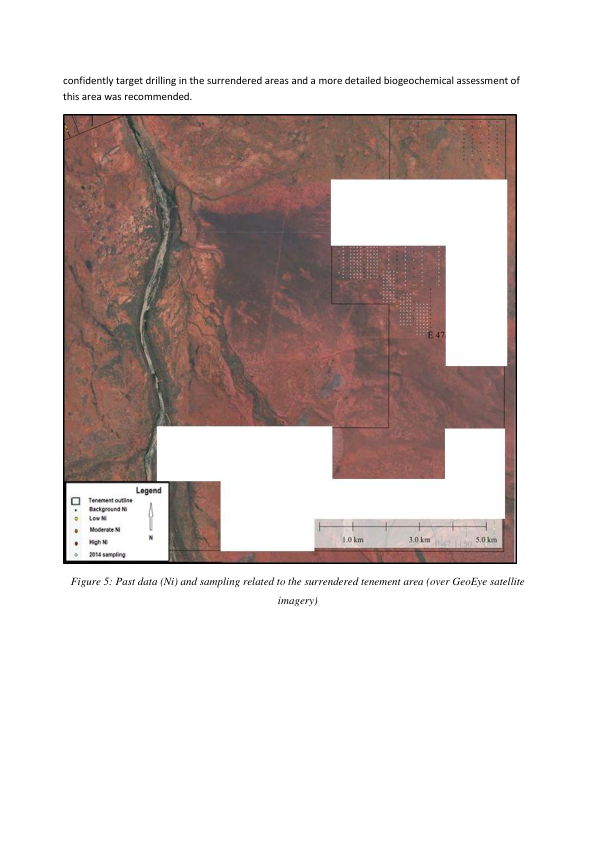 confidently target drilling in the surrendered areas and a more detailed biogeochemical assessment of
this area was recommended.
E 47
Legend
Tenement outline
Background Ni
Low Ni
Moderate Ni
High Ni
2014 sampling
N
1.0 km 3.0 km 5.0 km
Figure 5: Past data (Ni) and sampling related to the surrendered tenement area (over GeoEye satellite
imagery)